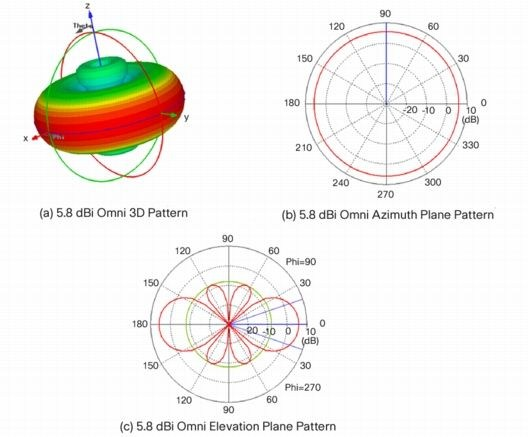 z
Theta
y
x
Phi
(a) 5.8 dBi Omni 3D Pattern
90
120 60
150 30
180 -20 -10 0 10 0
(dB)
210 330
240 300
270
(b) 5.8 dBi Omni Azimuth Plane Pattern
90
120 60 Phi=90
150 30
180 -20 -10 0 10 0
(dB)
150 30
120 60 Phi=270
90
(c) 5.8 dBi Omni Elevation Plane Pattern